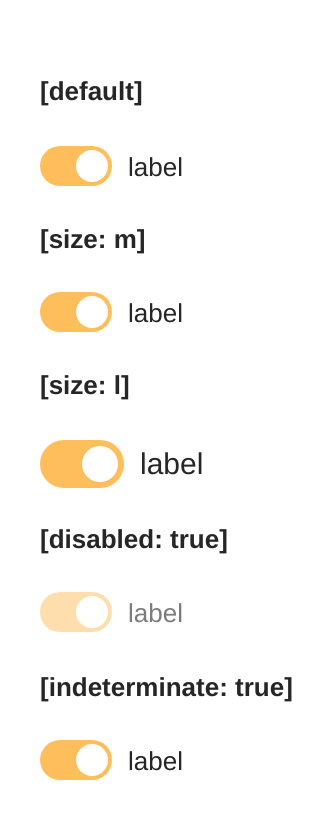 [default]
label
[size: m]
label
[size: l]
label
[disabled: true]
label
[indeterminate: true]
label